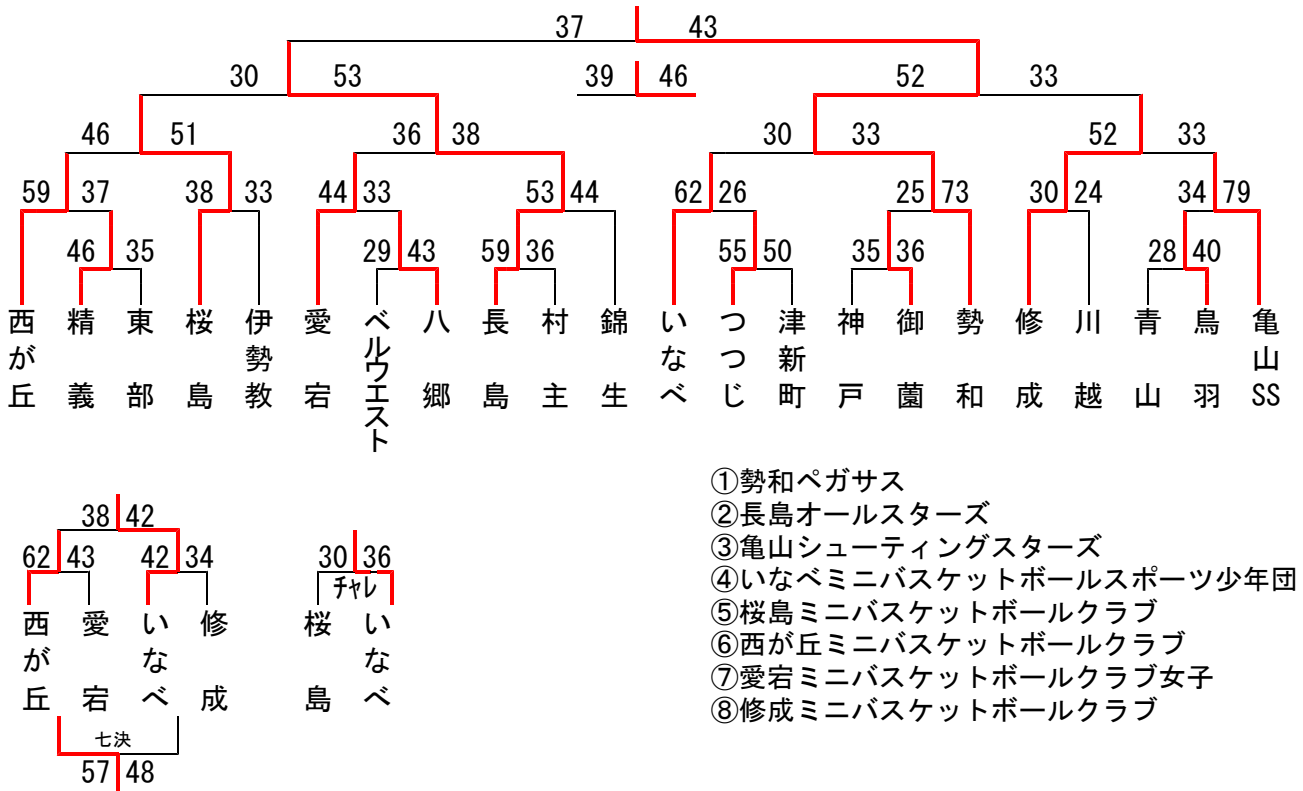 37 43
30 53 39 46 52 33
46 51 36 38 30 33 52 33
59 37 38 33 44 33 53 44 62 26 25 73 30 24 34 79
46 35 29 43 59 36 55 50 35 36 28 40
西が丘
精義
東部
桜島
伊勢教
愛宕
ベルウエスト
八郷
長島
村主
錦生
いなべ
つつじ
津新町
神戸
御薗
勢和
修成
川越
青山
鳥羽
亀山SS
38 42
62 43 42 34
西が丘
愛宕
いなべ
修成
七決
57 48
30 36
チャレ
桜島
いなべ
①勢和ペガサス
②長島オールスターズ
③亀山シューティングスターズ
④いなべミニバスケットボールスポーツ少年団
⑤桜島ミニバスケットボールクラブ
⑥西が丘ミニバスケットボールクラブ
⑦愛宕ミニバスケットボールクラブ女子
⑧修成ミニバスケットボールクラブ